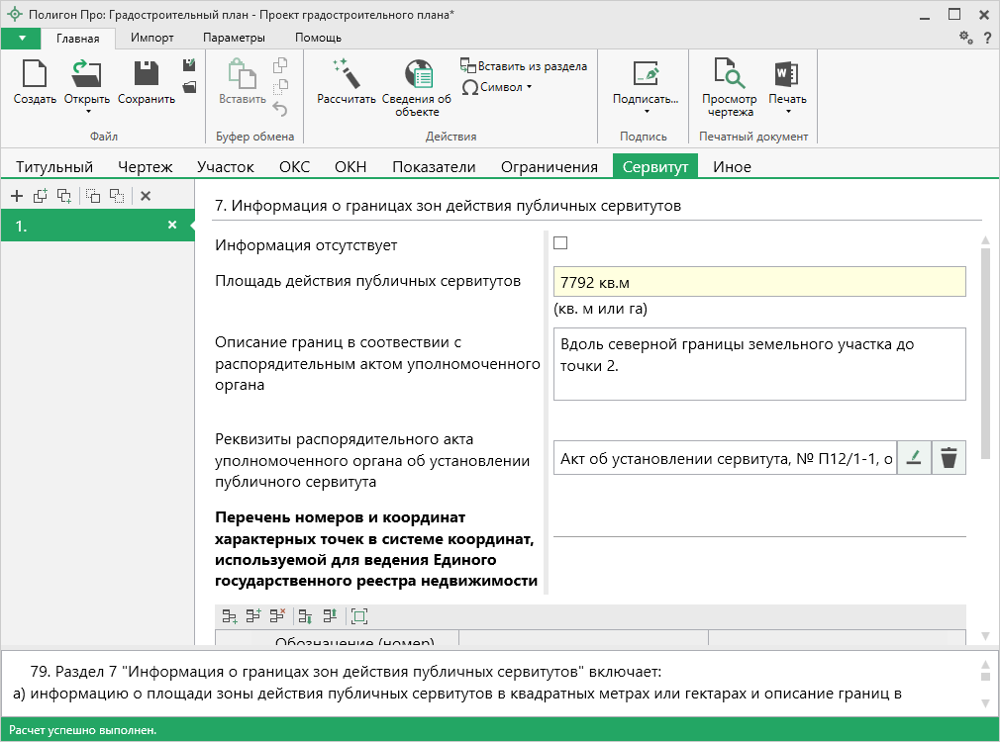 Полигон Про: Градостроительный план - Проект градостроительного плана*
Главная Импорт Параметры Помощь ?
Создать Открыть Сохранить Вставить Рассчитать Сведения об объекте Вставить из раздела
Символ
Подписать... Просмотр чертежа Печать
Файл Буфер обмена Действия Подпись Печатный документ
Титульный Чертеж Участок ОКС ОКН Показатели Ограничения Сервитут Иное
1.
7. Информация о границах зон действия публичных сервитутов
Информация отсутствует
Площадь действия публичных сервитутов 7792 кв.м
(кв. м или га)
Описание границ в соотвествии с
распорядительным актом уполномоченного
органа
Вдоль северной границы земельного участка до
точки 2.
Реквизиты распорядительного акта
уполномоченного органа об установлении
публичного сервитута
Акт об установлении сервитута, № П12/1-1, о
Перечень номеров и координат
характерных точек в системе координат,
используемой для ведения Единого
государственного реестра недвижимости
Обозначение (номер)
79. Раздел 7 "Информация о границах зон действия публичных сервитутов" включает:
а) информацию о площади зоны действия публичных сервитутов в квадратных метрах или гектарах и описание границ в
Расчет успешно выполнен.